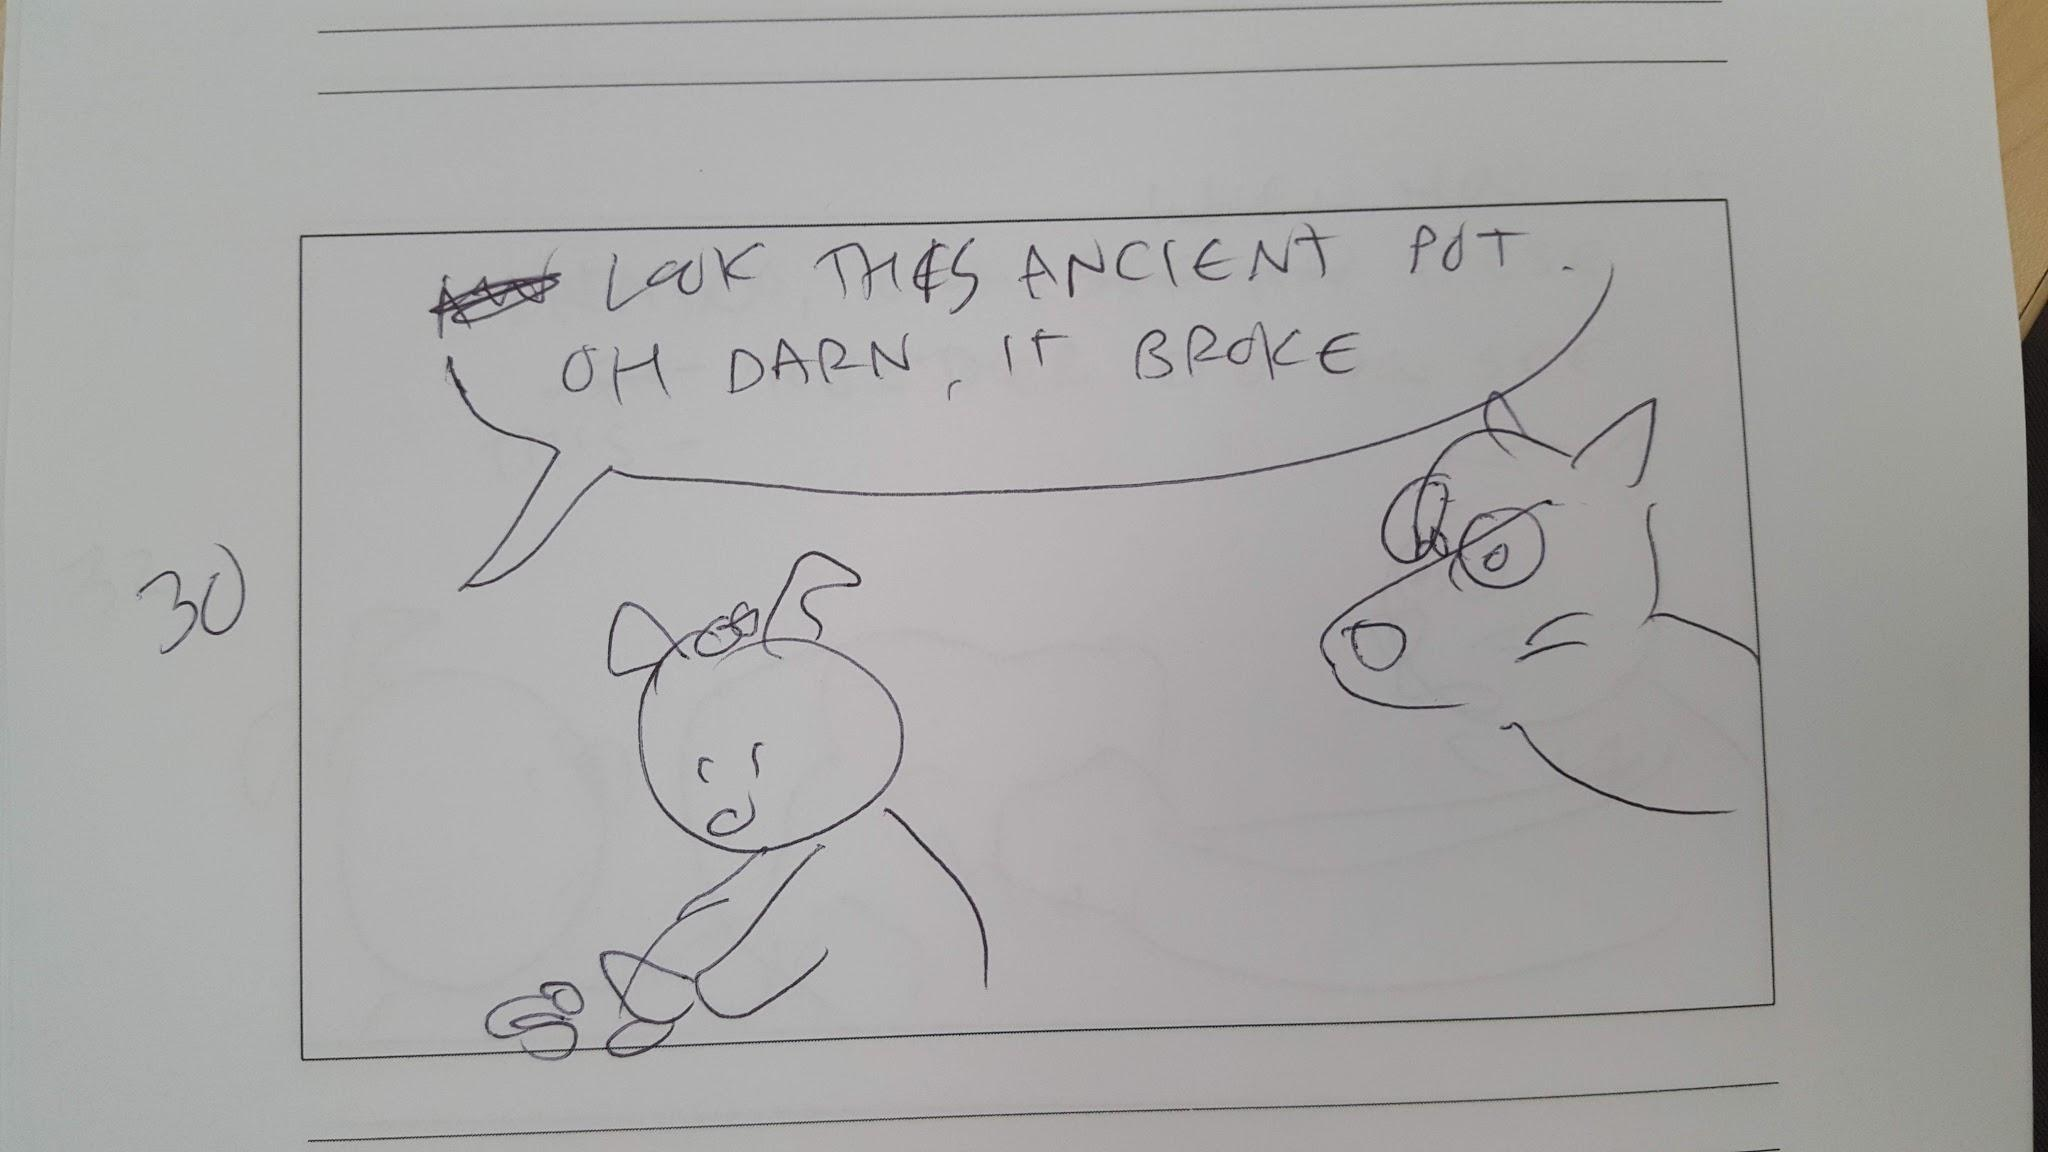 LOOK THIS ANCIENT POT.
OH DARN, IT BROKE
30